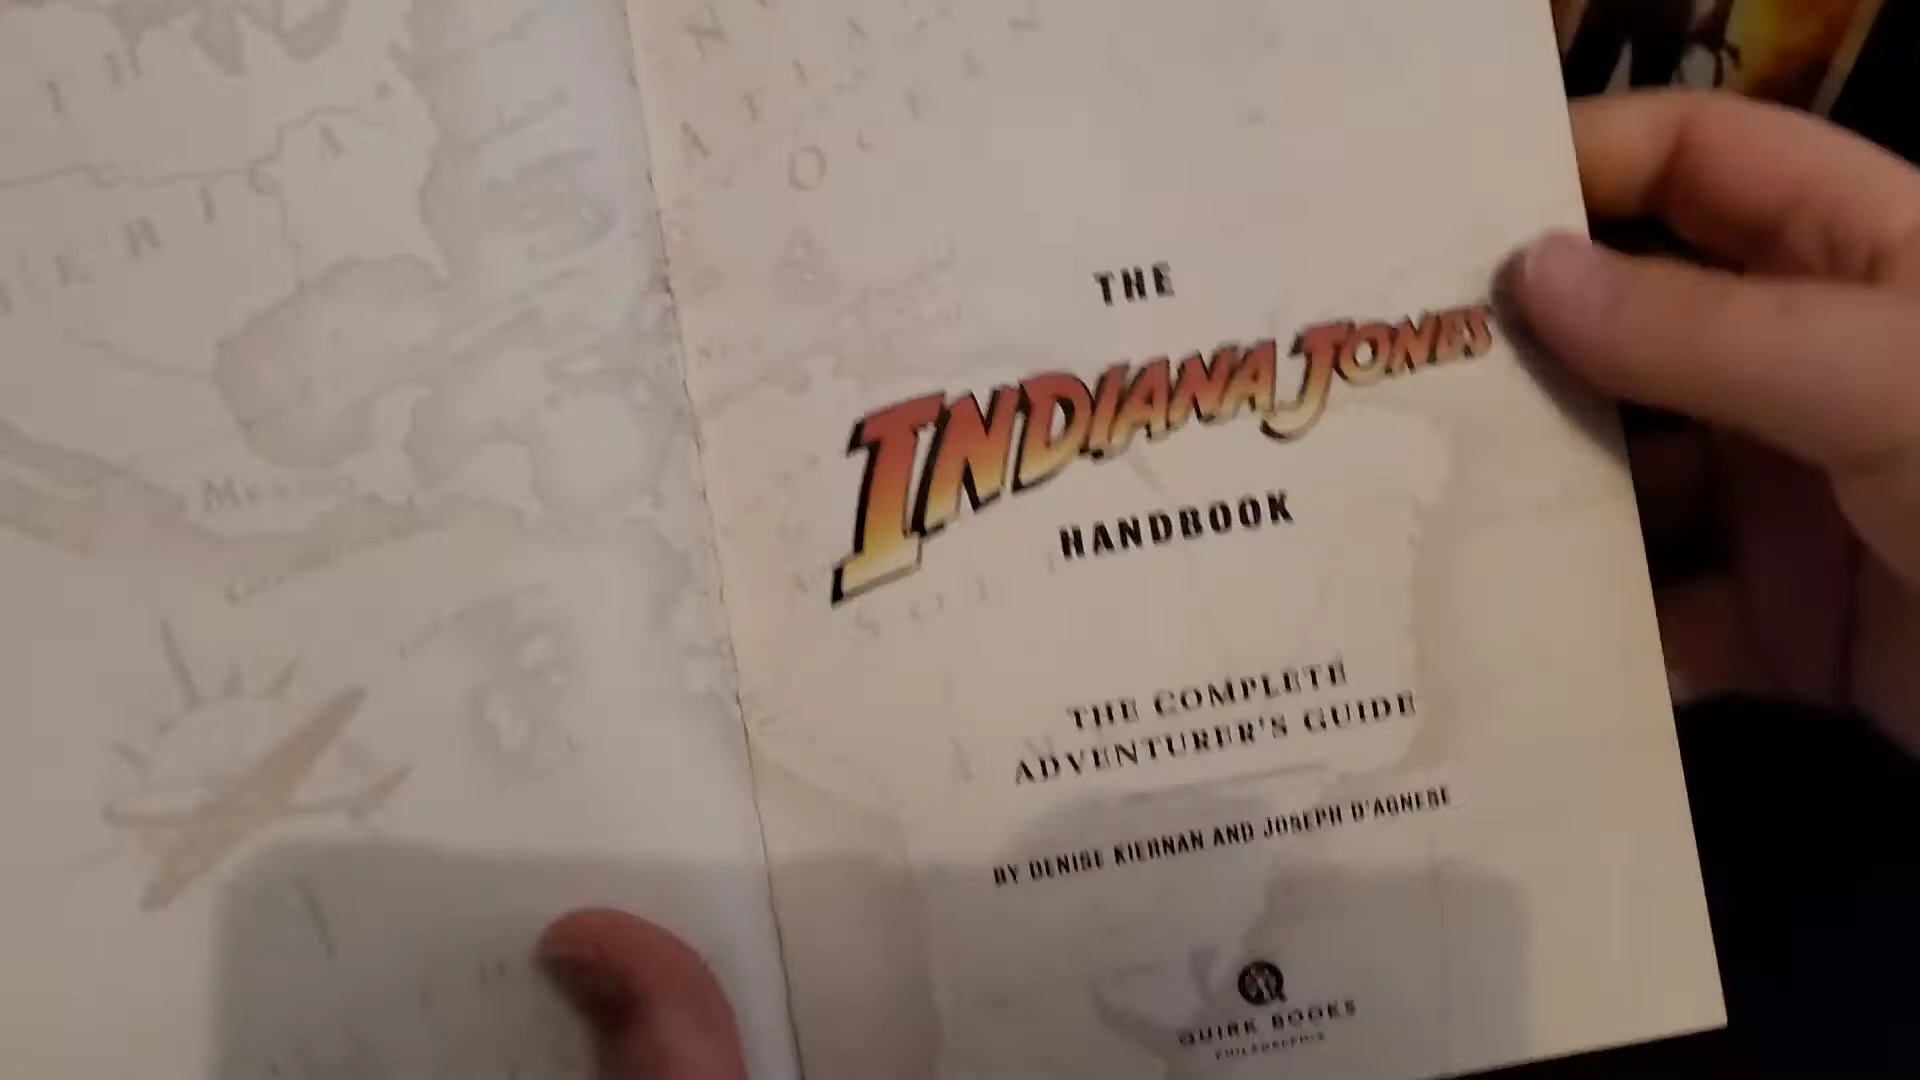 THE
INDIANA JONES
HANDBOOK
THE COMPLETE
ADVENTURER'S GUIDE
BY DENISE KIERNAN AND JOSEPH D'AGNESE
QUIRK BOOKS
PHILADELPHIA